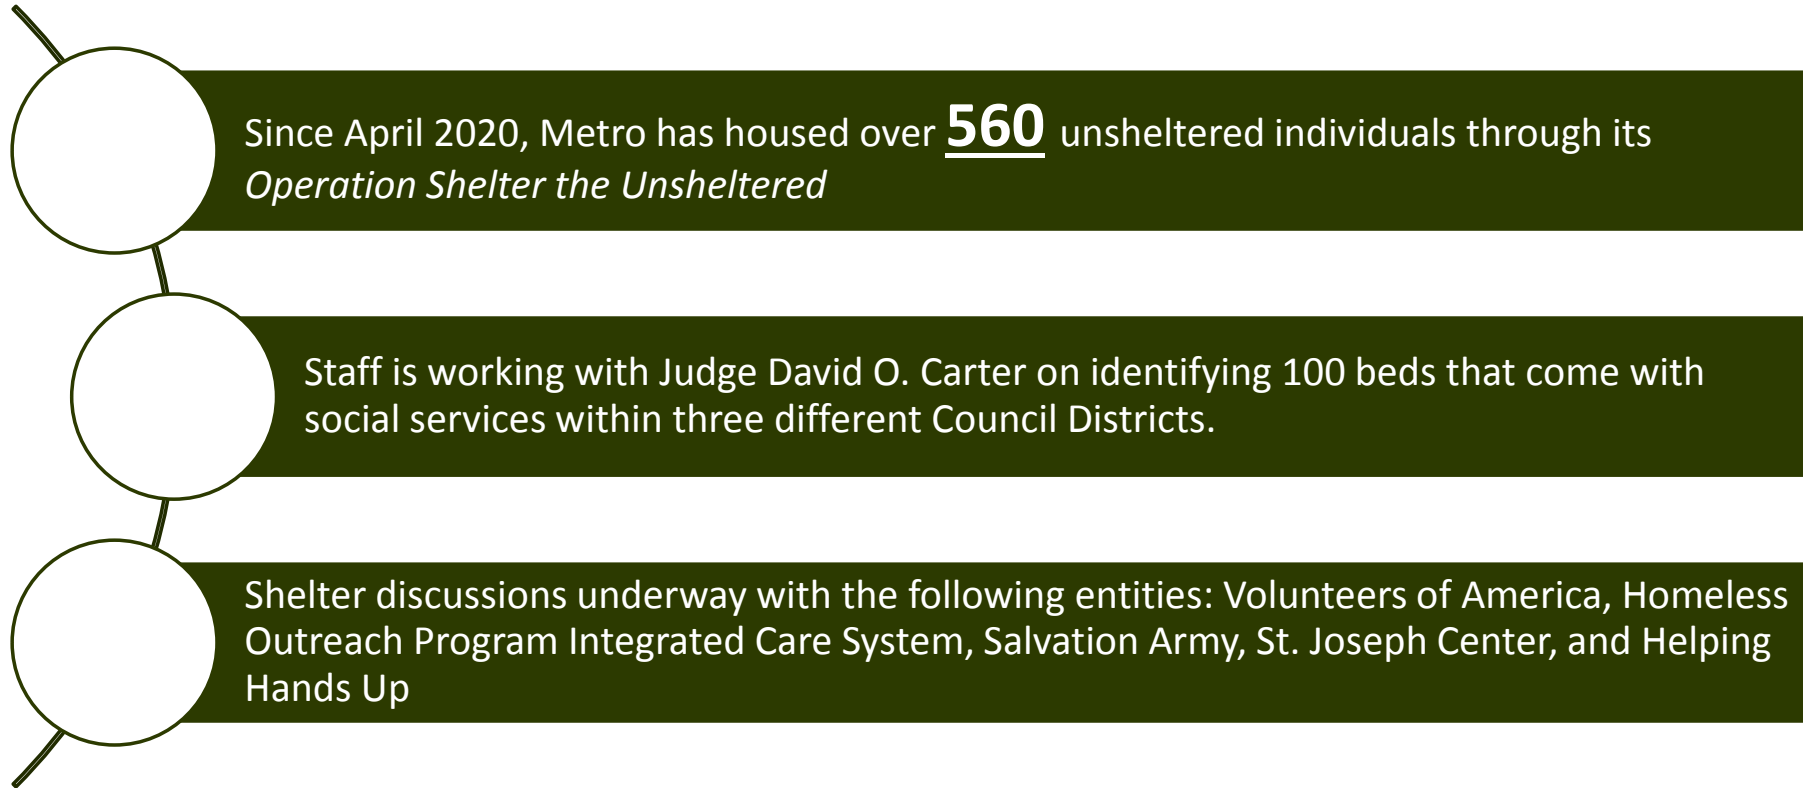 Since April 2020, Metro has housed over 560 unsheltered individuals through its
Operation Shelter the Unsheltered
Staff is working with Judge David O. Carter on identifying 100 beds that come with
social services within three different Council Districts.
Shelter discussions underway with the following entities: Volunteers of America, Homeless
Outreach Program Integrated Care System, Salvation Army, St. Joseph Center, and Helping
Hands Up